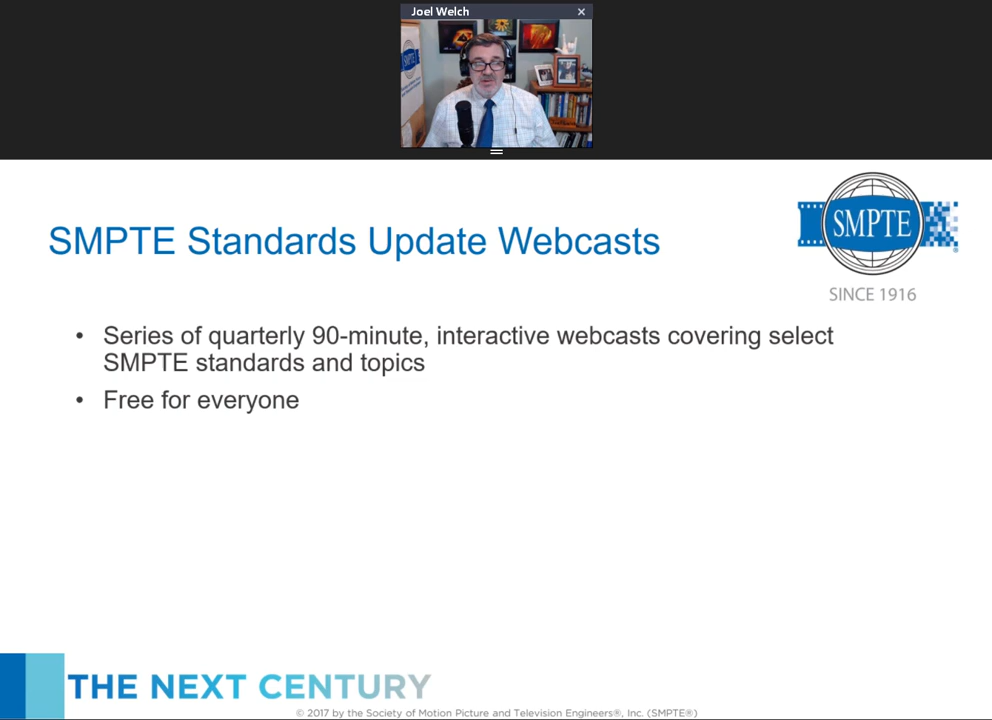 Joel Welch
SMPTE
SMPTE Standards Update Webcasts
SINCE 1916
• Series of quarterly 90-minute, interactive webcasts covering select
SMPTE standards and topics
• Free for everyone
THE NEXT CENTURY
© 2017 by the Society of Motion Picture and Television Engineers®, Inc. (SMPTE®)